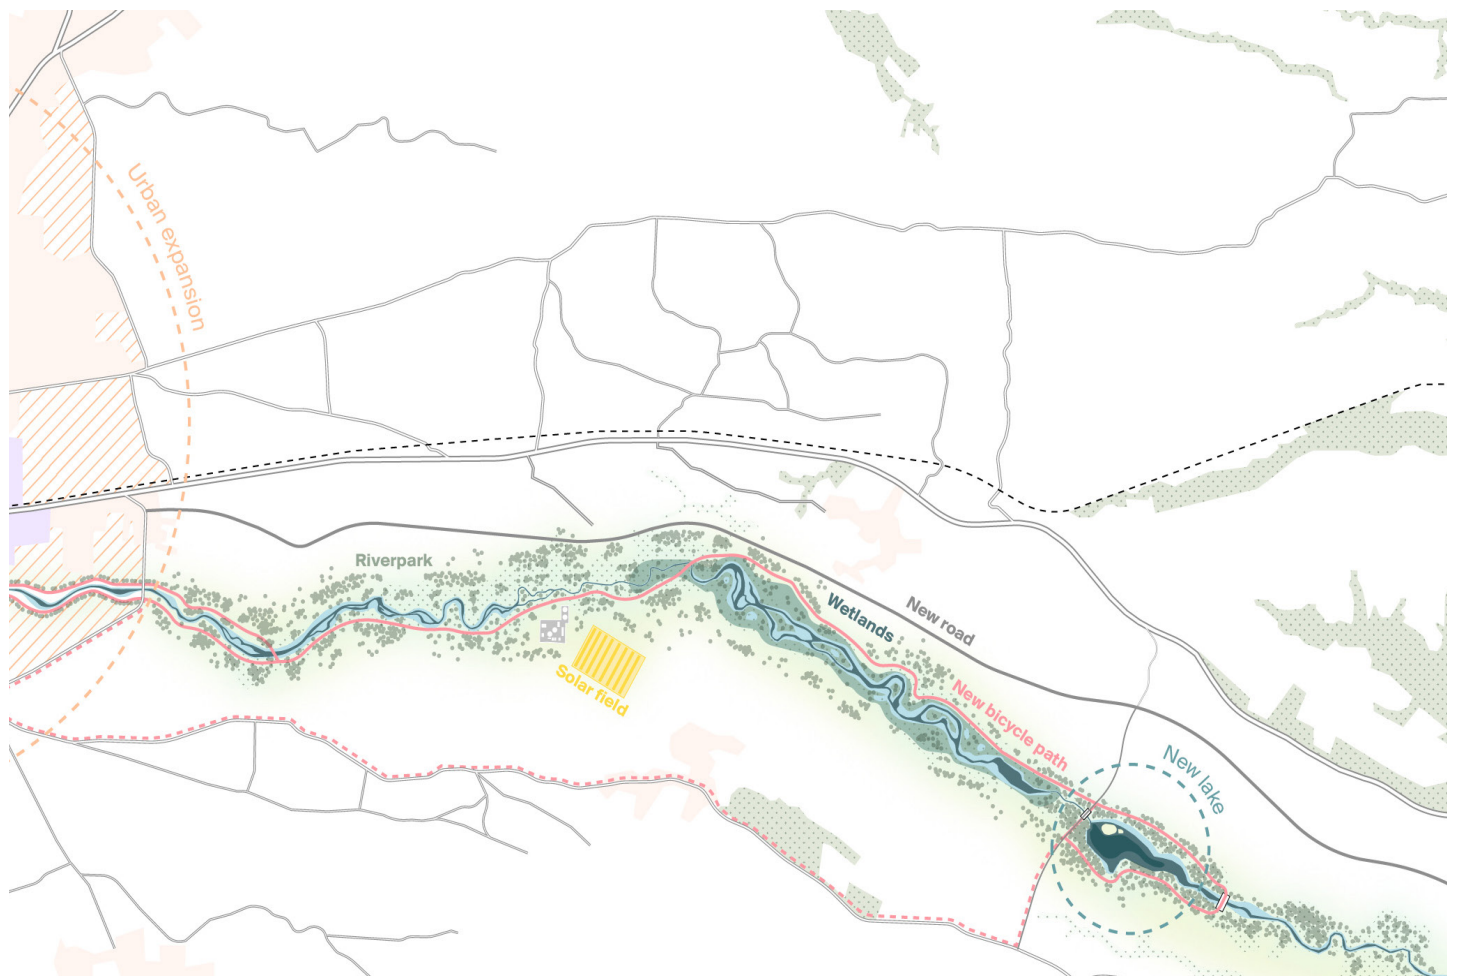 Urban expansion
Riverpark
Wetlands
New road
Solar field
New bicycle path
New lake